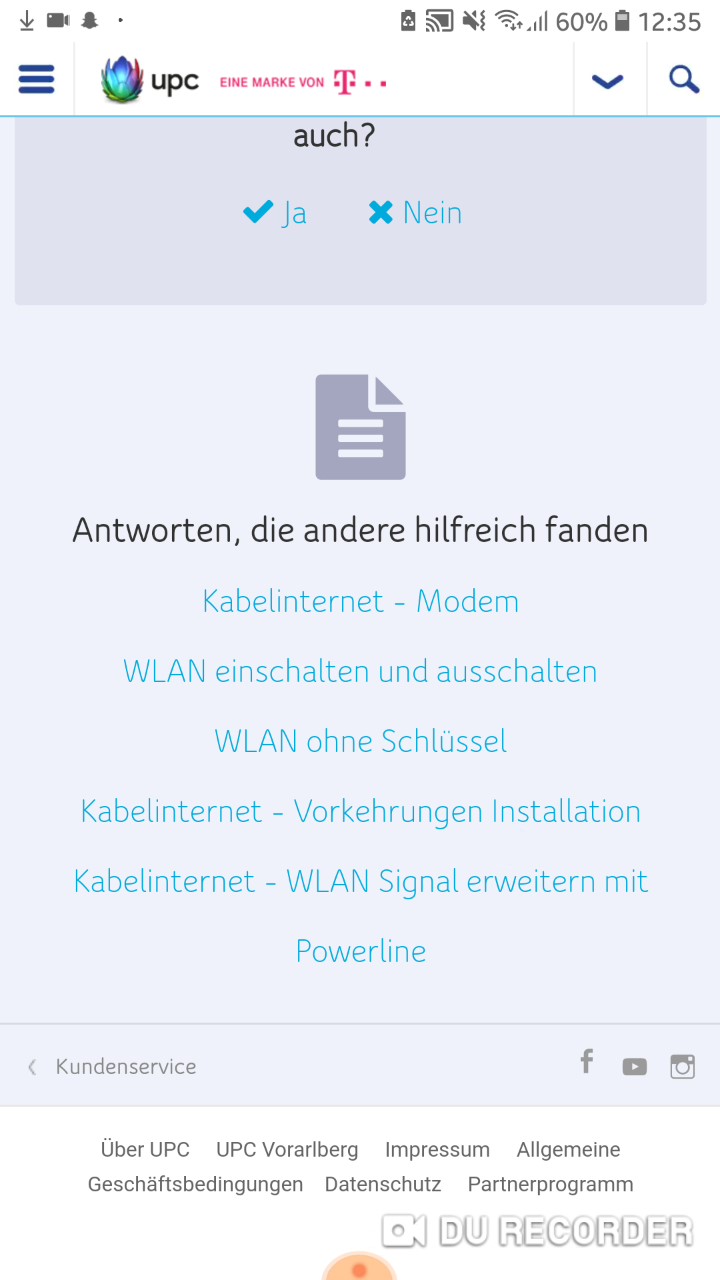 60% 12:35
upc EINE MARKE VON T
auch?
Ja Nein
Antworten, die andere hilfreich fanden
Kabelinternet - Modem
WLAN einschalten und ausschalten
WLAN ohne Schlüssel
Kabelinternet - Vorkehrungen Installation
Kabelinternet - WLAN Signal erweitern mit
Powerline
Kundenservice
Über UPC UPC Vorarlberg Impressum Allgemeine
Geschäftsbedingungen Datenschutz Partnerprogramm
DU RECORDER